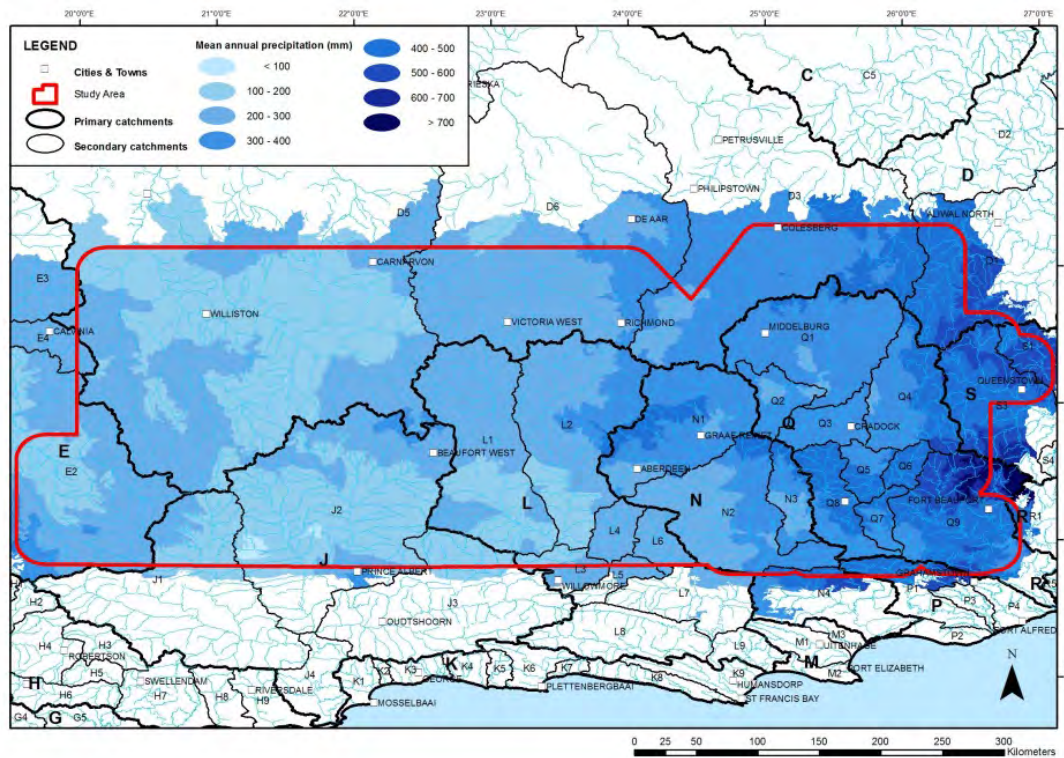 20°0'0"E 21°0'0"E 22°0'0"E 23°0'0"E 24°0'0"E 25°0'0"E 26°0'0"E 27°0'0"E
LEGEND
Cities & Towns
Study Area
Primary catchments
Secondary catchments
Mean annual precipitation (mm)
< 100
100 - 200
200 - 300
300 - 400
400 - 500
500 - 600
600 - 700
> 700
RIESKA
C
C5
D2
PETRUSVILLE
D
PHILIPSTOWN
D3
D5
D6
DE AAR
ALIWAL NORTH
COLESBERG
E3
CARNARVON
WILLISTON
VICTORIA WEST
RICHMOND
MIDDELBURG
Q1
CALVINIA
E4
S1
QUEENSTOWN
S
S3
Q2
Q4
Q
Q3
CRADOCK
N1
GRAAF REINET
L1
L2
E
E2
BEAUFORT WEST
ABERDEEN
Q5
Q6
S4
L
N
J2
N2
N3
Q8
FORT BEAUFORT
Q7
Q9
R
R1
L4
L6
J
J1
PRINCE ALBERT
L3
L5
WILLOWMORE
L7
N4
GRAHAMSTOWN
P1
P
P3
P4
P2
R
PORT ALFRED
H2
J3
OUDTSHOORN
L8
L9
M1
M3
UITENHAGE
M
M2
PORT ELIZABETH
H4
H3
ROBERTSON
H5
H
H6
SWELLENDAM
H7
H8
RIVERSDALE
H9
J4
K1
K2
K3
K
K4
GEORGE
K5
K6
K7
K8
K9
HUMANSDORP
PLETTENBERGBAAI
ST FRANCIS BAY
MOSSELBAAI
G4
G
G5
N
0 25 50 100 150 200 250 300
Kilometers